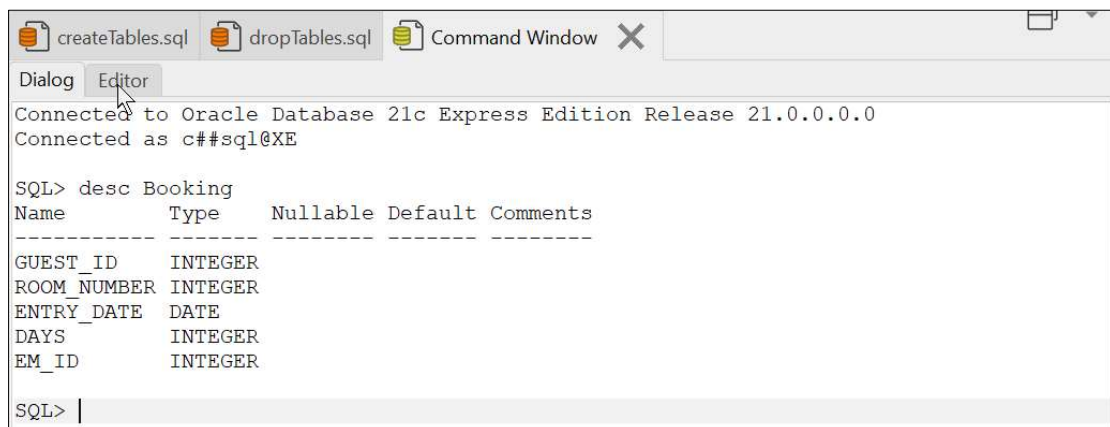 createTables.sql dropTables.sql Command Window
Dialog Editor
Connected to Oracle Database 21c Express Edition Release 21.0.0.0.0
Connected as c##sql@XE
SQL> desc Booking
Name        Type    Nullable Default Comments
----------- ------- -------- ------- --------
GUEST_ID    INTEGER
ROOM_NUMBER INTEGER
ENTRY_DATE  DATE
DAYS        INTEGER
EM_ID       INTEGER
SQL>